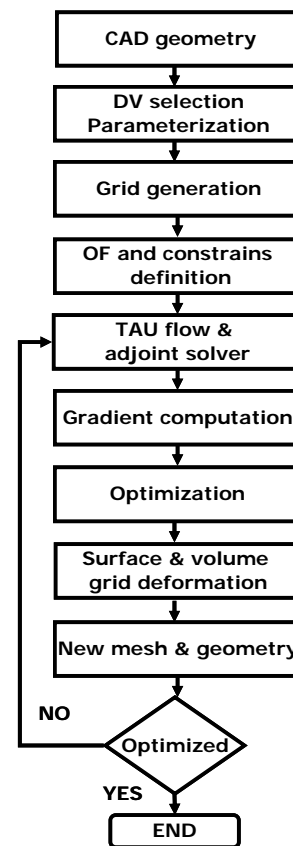 CAD geometry
DV selection
Parameterization
Grid generation
OF and constrains
definition
TAU flow &
adjoint solver
Gradient computation
Optimization
Surface & volume
grid deformation
New mesh & geometry
NO
Optimized
YES
END